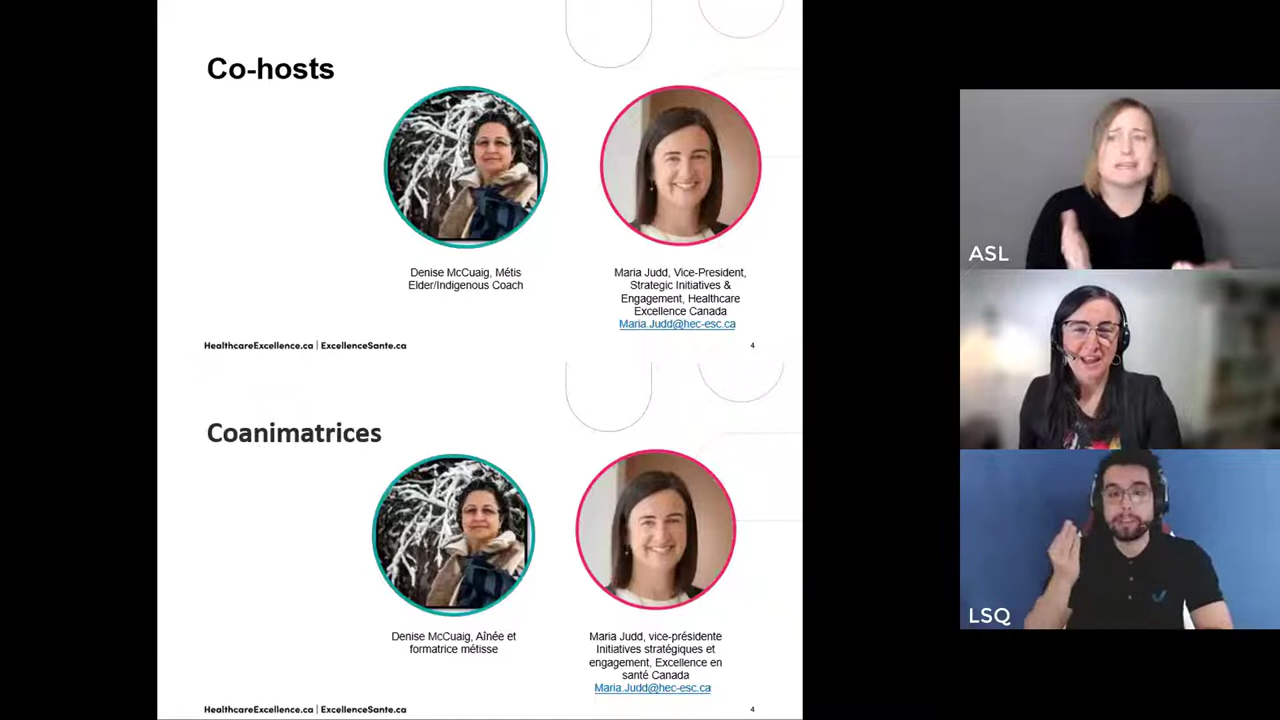 Co-hosts
Denise McCuaig, Métis
Elder/Indigenous Coach
Maria Judd, Vice-President,
Strategic Initiatives &
Engagement, Healthcare
Excellence Canada
Maria.Judd@hec-esc.ca
HealthcareExcellence.ca | ExcellenceSante.ca
4
Coanimatrices
Denise McCuaig, Aînée et
formatrice métisse
Maria Judd, vice-présidente
Initiatives stratégiques et
engagement, Excellence en
santé Canada
Maria.Judd@hec-esc.ca
HealthcareExcellence.ca | ExcellenceSante.ca
4
ASL
LSQ